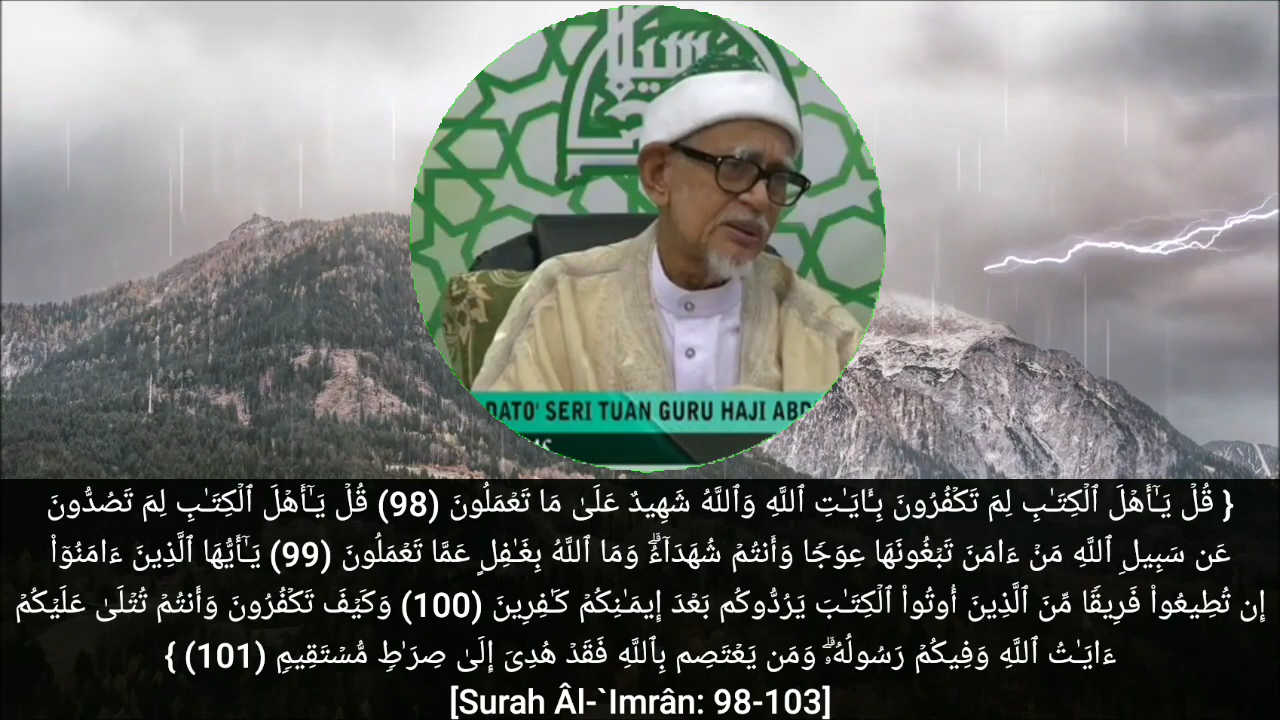 DATO' SERI TUAN GURU HAJI ABD
{ قُلۡ يَـٰۤأَهۡلَ ٱلۡكِتَـٰبِ لِمَ تَكۡفُرُونَ بِـَٔايَـٰتِ ٱللَّهِ وَٱللَّهُ شَهِيدٌ عَلَىٰ مَا تَعۡمَلُونَ (98) قُلۡ يَـٰۤأَهۡلَ ٱلۡكِتَـٰبِ لِمَ تَصُدُّونَ
عَن سَبِيلِ ٱللَّهِ مَنۡ ءَامَنَ تَبۡغُونَهَا عِوَجࣰا وَأَنتُمۡ شُهَدَاۤءُۗ وَمَا ٱللَّهُ بِغَـٰفِلٍ عَمَّا تَعۡمَلُونَ (99) يَـٰۤأَيُّهَا ٱلَّذِينَ ءَامَنُوۤا۟
إِن تُطِيعُوا۟ فَرِيقࣰا مِّنَ ٱلَّذِينَ أُوتُوا۟ ٱلۡكِتَـٰبَ يَرُدُّوكُم بَعۡدَ إِيمَـٰنِكُمۡ كَـٰفِرِينَ (100) وَكَيۡفَ تَكۡفُرُونَ وَأَنتُمۡ تُتۡلَىٰ عَلَيۡكُمۡ
ءَايَـٰتُ ٱللَّهِ وَفِيكُمۡ رَسُولُهُۥۗ وَمَن يَعۡتَصِم بِٱللَّهِ فَقَدۡ هُدِيَ إِلَىٰ صِرَ ٰ⁠طࣲ مُّسۡتَقِيمࣲ (101) }
[Surah Âl-`Imrân: 98-103]